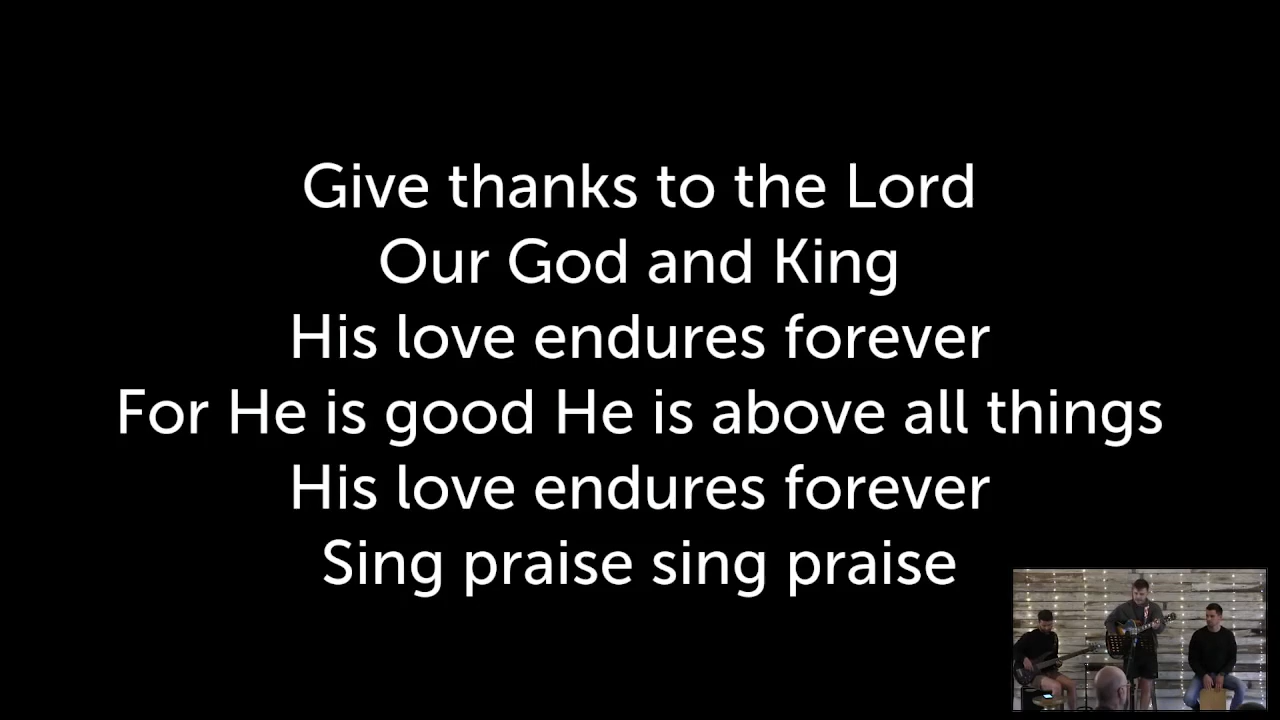 Give thanks to the Lord
Our God and King
His love endures forever
For He is good He is above all things
His love endures forever
Sing praise sing praise